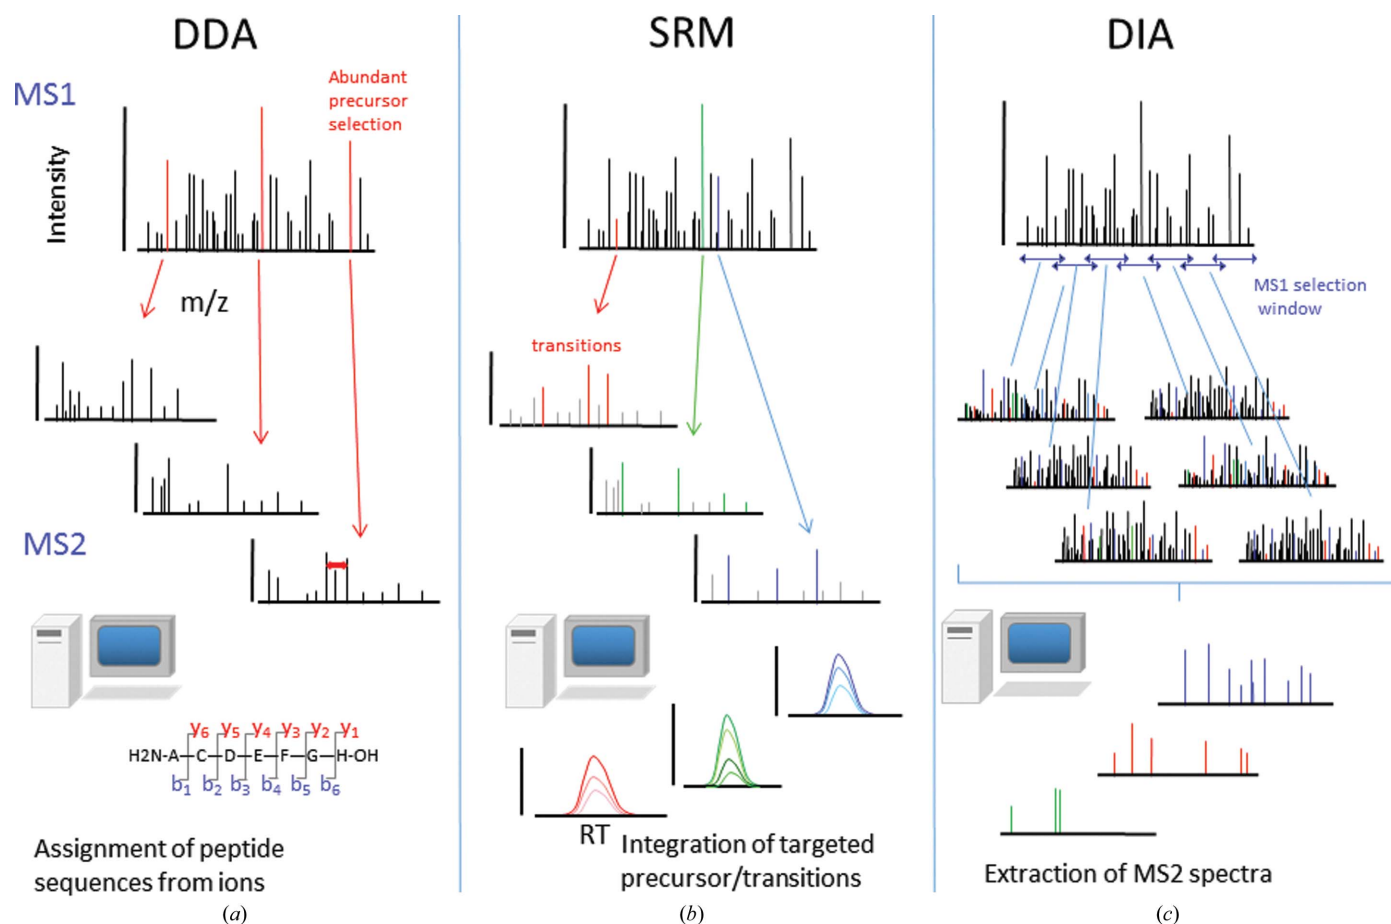 DDA
MS1
Abundant
precursor
selection
Intensity
m/z
MS2
y6 y5 y4 y3 y2 y1
H2N-A-C-D-E-F-G-H-OH
b1 b2 b3 b4 b5 b6
Assignment of peptide
sequences from ions
(a)
SRM
transitions
RT
Integration of targeted
precursor/transitions
(b)
DIA
MS1 selection
window
Extraction of MS2 spectra
(c)